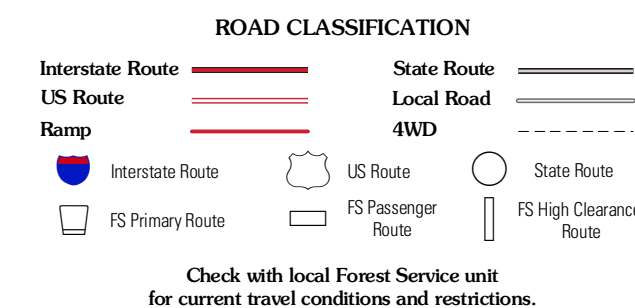 ROAD CLASSIFICATION
Interstate Route
State Route
US Route
Local Road
Ramp
4WD
Interstate Route
US Route
State Route
FS Primary Route
FS Passenger
Route
FS High Clearance
Route
Check with local Forest Service unit
for current travel conditions and restrictions.